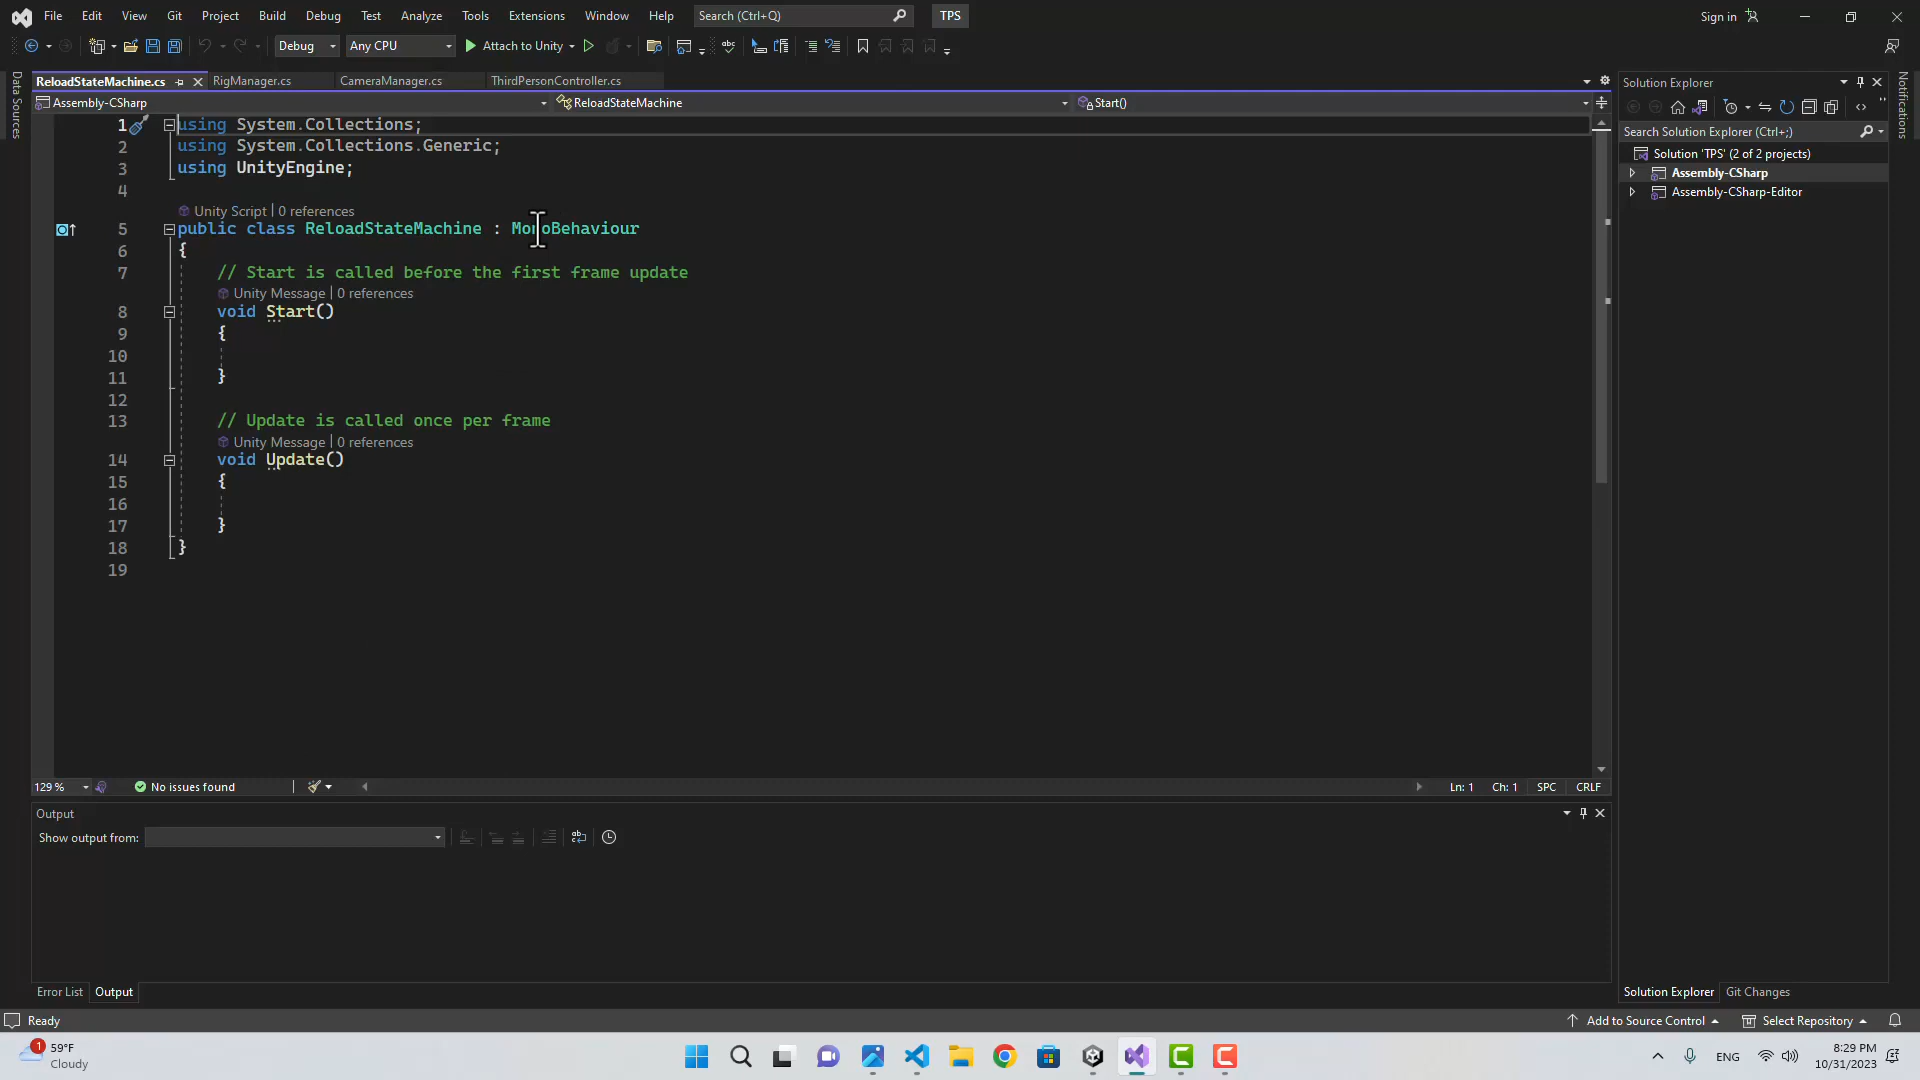 File Edit View Git Project Build Debug Test Analyze Tools Extensions Window Help Search (Ctrl+Q) TPS Sign in
Debug Any CPU Attach to Unity
ReloadStateMachine.cs RigManager.cs CameraManager.cs ThirdPersonController.cs
Assembly-CSharp ReloadStateMachine Start()
1 using System.Collections;
2 using System.Collections.Generic;
3 using UnityEngine;
4
Unity Script | 0 references
5 public class ReloadStateMachine : MonoBehaviour
6 {
7 // Start is called before the first frame update
Unity Message | 0 references
8 void Start()
9 {
10
11 }
12
13 // Update is called once per frame
Unity Message | 0 references
14 void Update()
15 {
16
17 }
18 }
19
129 % No issues found Ln: 1 Ch: 1 SPC CRLF
Output
Show output from:
Error List Output
Data Sources
Solution Explorer
Search Solution Explorer (Ctrl+;)
Solution 'TPS' (2 of 2 projects)
Assembly-CSharp
Assembly-CSharp-Editor
Solution Explorer Git Changes
Notifications
Ready Add to Source Control Select Repository
1 59°F
Cloudy
ENG
8:29 PM
10/31/2023